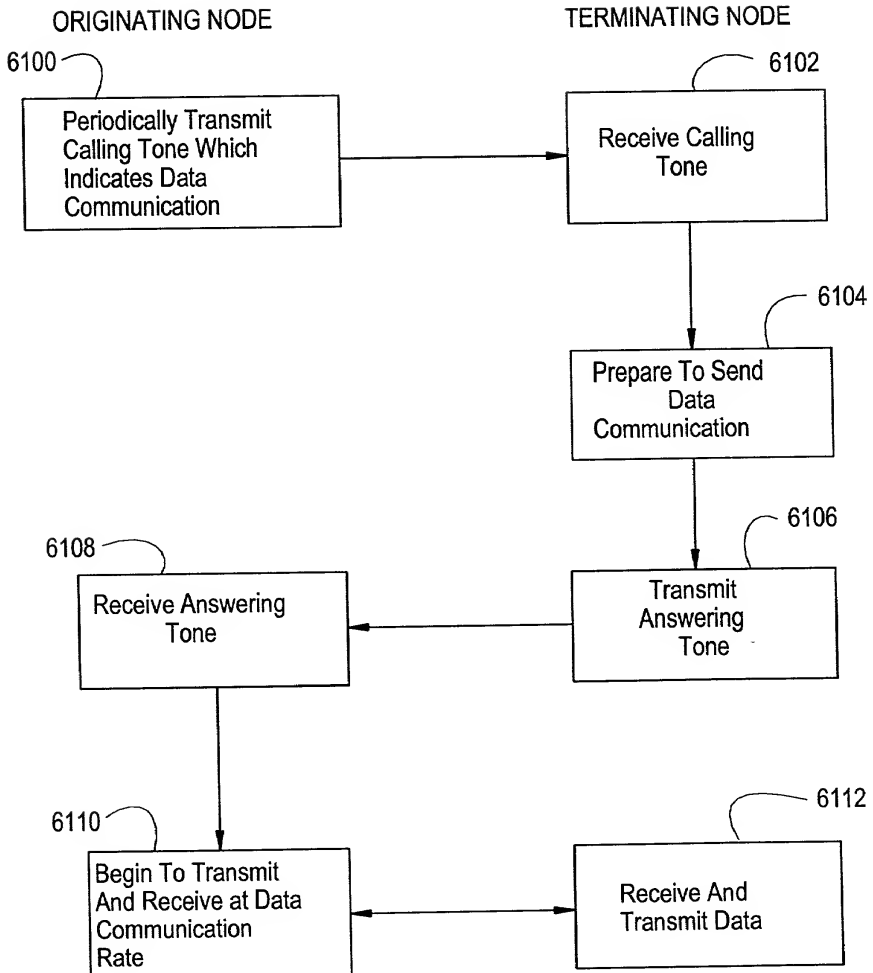 ORIGINATING NODE
TERMINATING NODE
6100
6102
Periodically Transmit
Calling Tone Which
Indicates Data
Communication
Receive Calling
Tone
6104
Prepare To Send
Data
Communication
6106
6108
Transmit
Answering
Tone
Receive Answering
Tone
6110
6112
Begin To Transmit
And Receive at Data
Communication
Rate
Receive And
Transmit Data